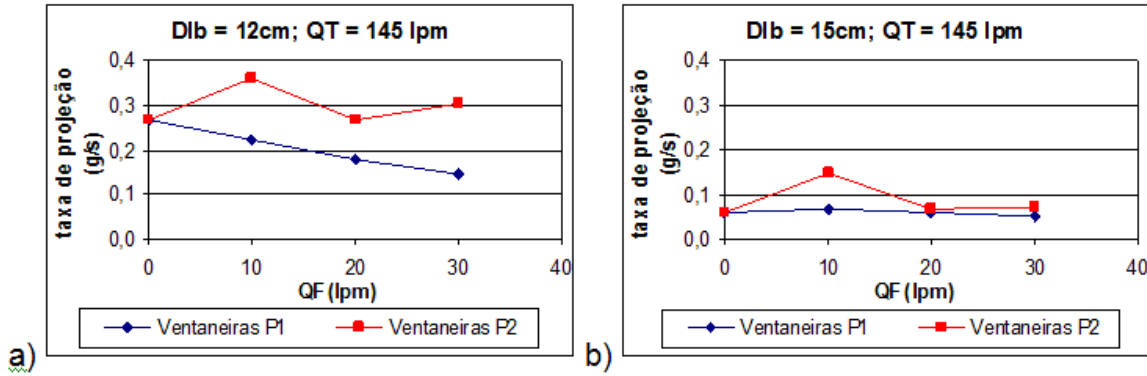 DIb = 12cm; QT = 145 lpm
taxa de projeção
(g/s)
0,4
0,3
0,2
0,1
0,0
0 10 20 30 40
QF (lpm)
Ventaneiras P1 Ventaneiras P2
a)
DIb = 15cm; QT = 145 lpm
taxa de projeção
(g/s)
0,4
0,3
0,2
0,1
0,0
0 10 20 30 40
QF (lpm)
Ventaneiras P1 Ventaneiras P2
b)